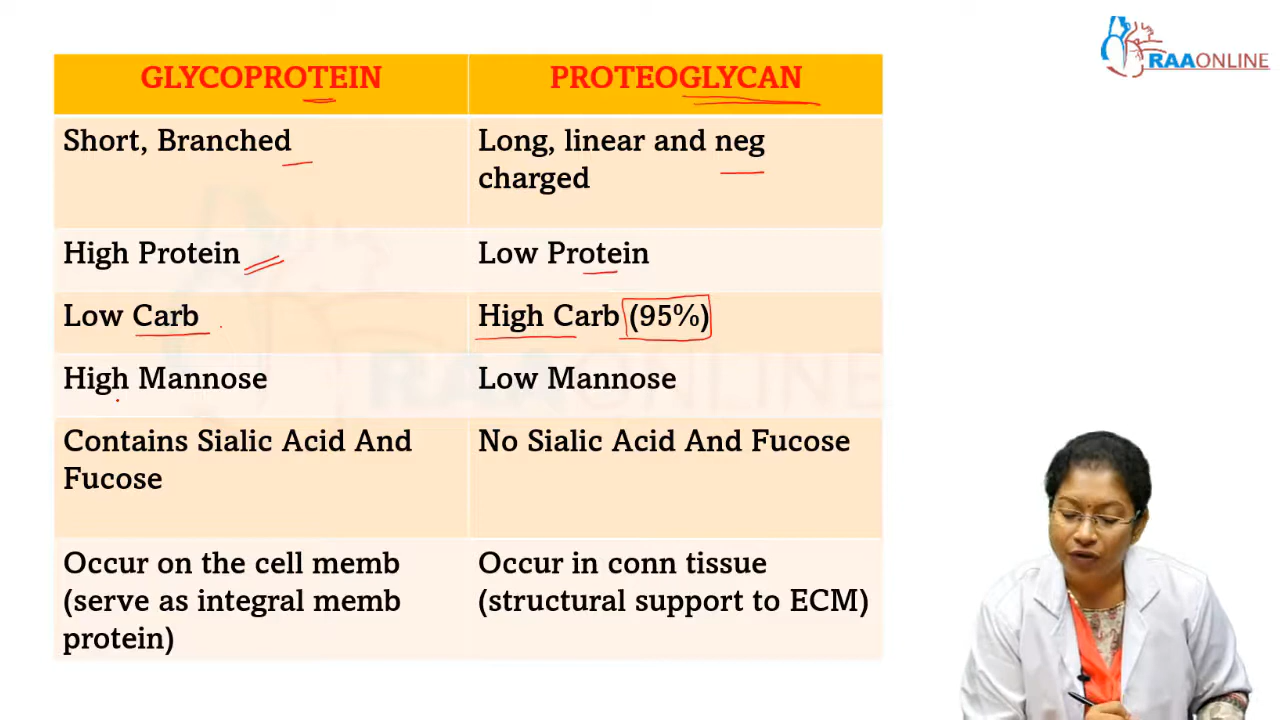 RAAONLINE
GLYCOPROTEIN
PROTEOGLYCAN
Short, Branched
Long, linear and neg
charged
High Protein
Low Protein
Low Carb
High Carb (95%)
High Mannose
Low Mannose
Contains Sialic Acid And
Fucose
No Sialic Acid And Fucose
Occur on the cell memb
(serve as integral memb
protein)
Occur in conn tissue
(structural support to ECM)
RAAONLINE